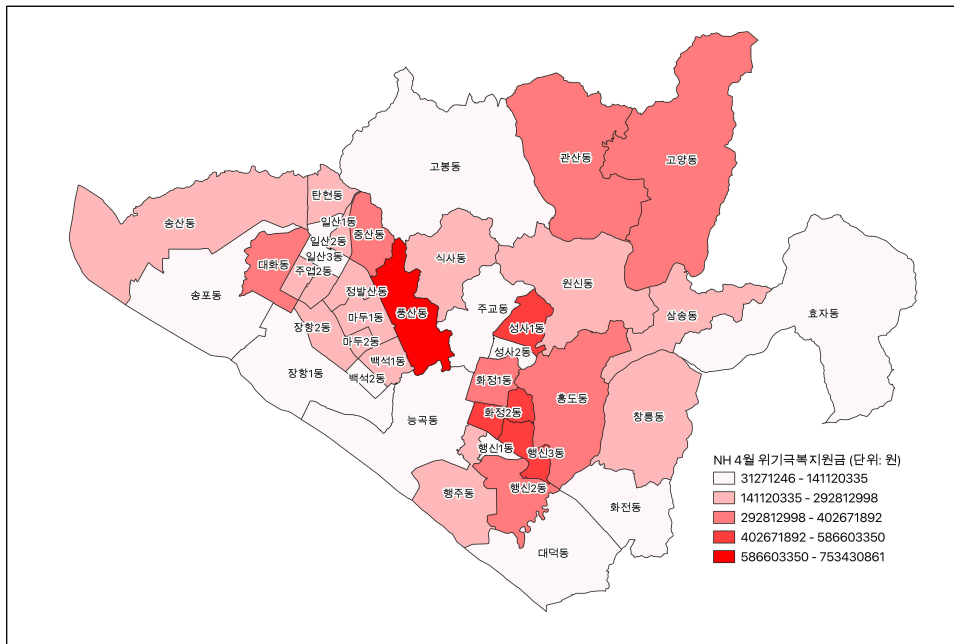 고봉동
관산동
고양동
탄현동
송산동
일산1동
일산2동
중산동
일산3동
식사동
대화동
주엽2동
송포동
정발산동
풍산동
주교동
원신동
삼송동
효자동
장항2동
마두1동
성사1동
마두2동
성사2동
백석1동
장항1동
백석2동
화정1동
흥도동
능곡동
화정2동
창릉동
행신1동
행신3동
행주동
행신2동
화전동
대덕동
NH 4월 위기극복지원금 (단위: 원)
31271246 - 141120335
141120335 - 292812998
292812998 - 402671892
402671892 - 586603350
586603350 - 753430861